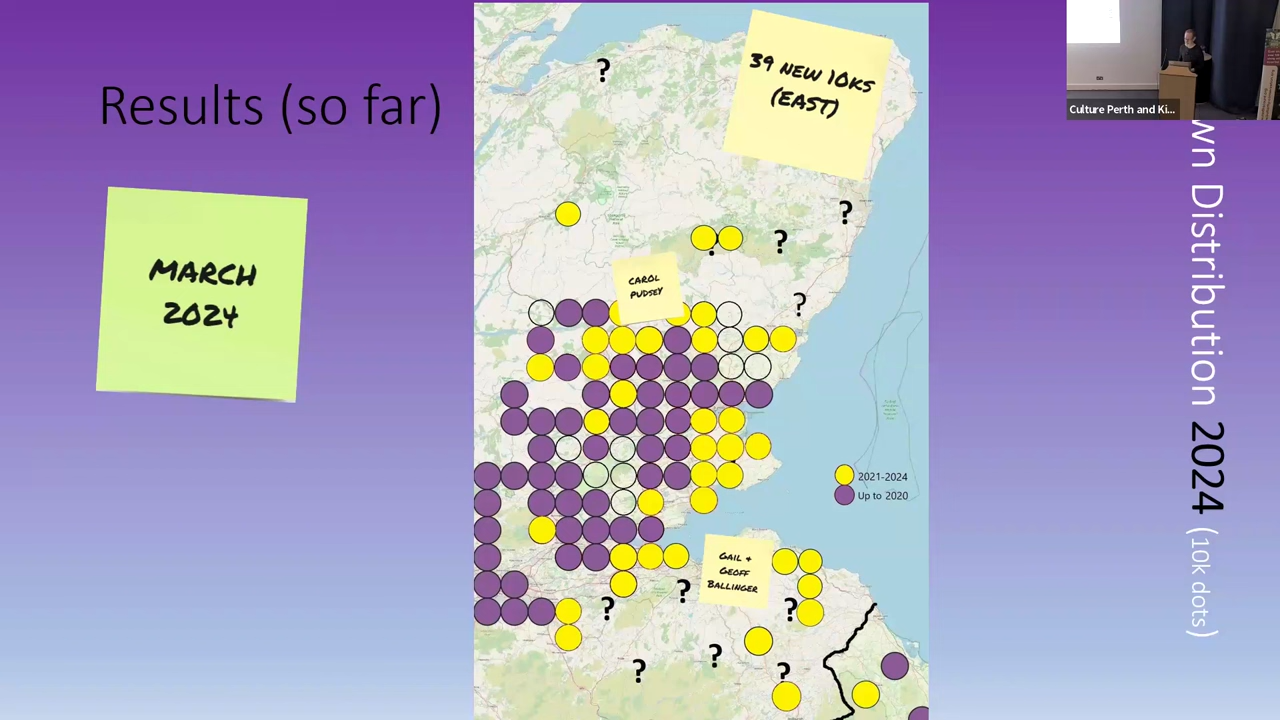 Results (so far)
MARCH
2024
39 NEW 10KS
(EAST)
?
?
?
?
CAROL
PUDSEY
2021-2024
Up to 2020
GAIL +
GEOFF
BALLINGER
?
?
?
?
?
?
Culture Perth and Ki...
wn Distribution 2024 (10k dots)